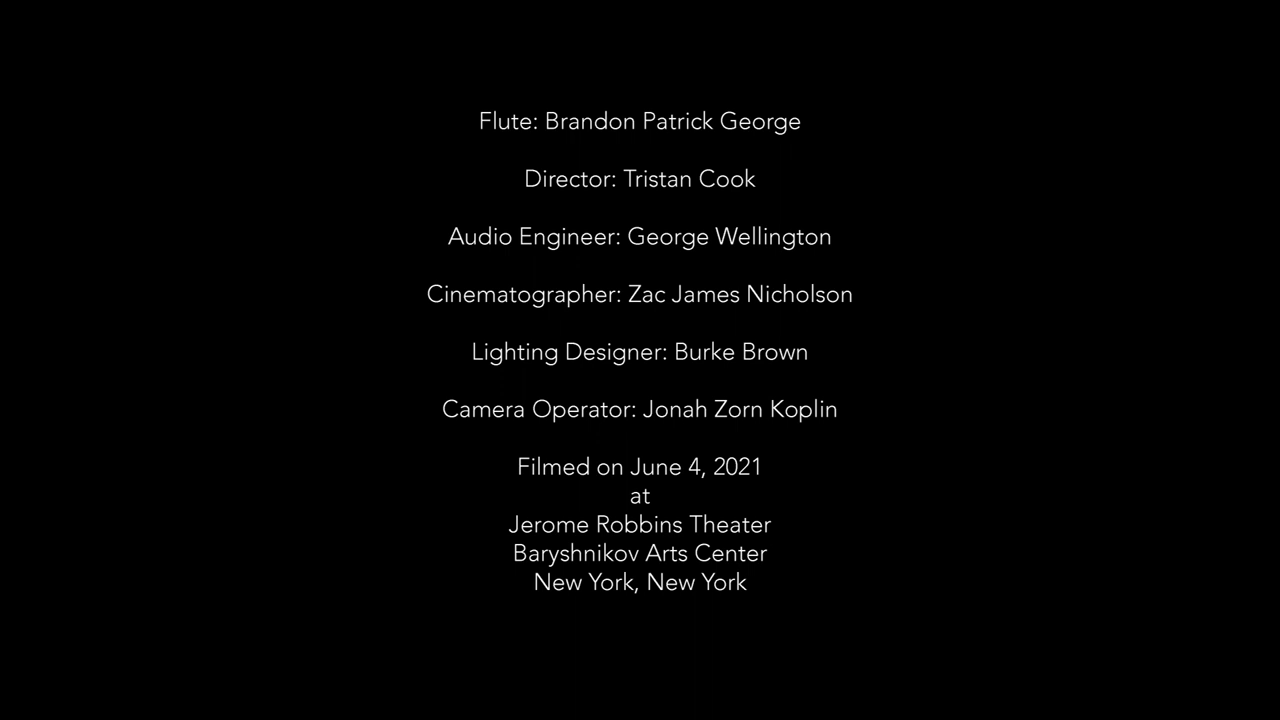 Flute: Brandon Patrick George
Director: Tristan Cook
Audio Engineer: George Wellington
Cinematographer: Zac James Nicholson
Lighting Designer: Burke Brown
Camera Operator: Jonah Zorn Koplin
Filmed on June 4, 2021
at
Jerome Robbins Theater
Baryshnikov Arts Center
New York, New York